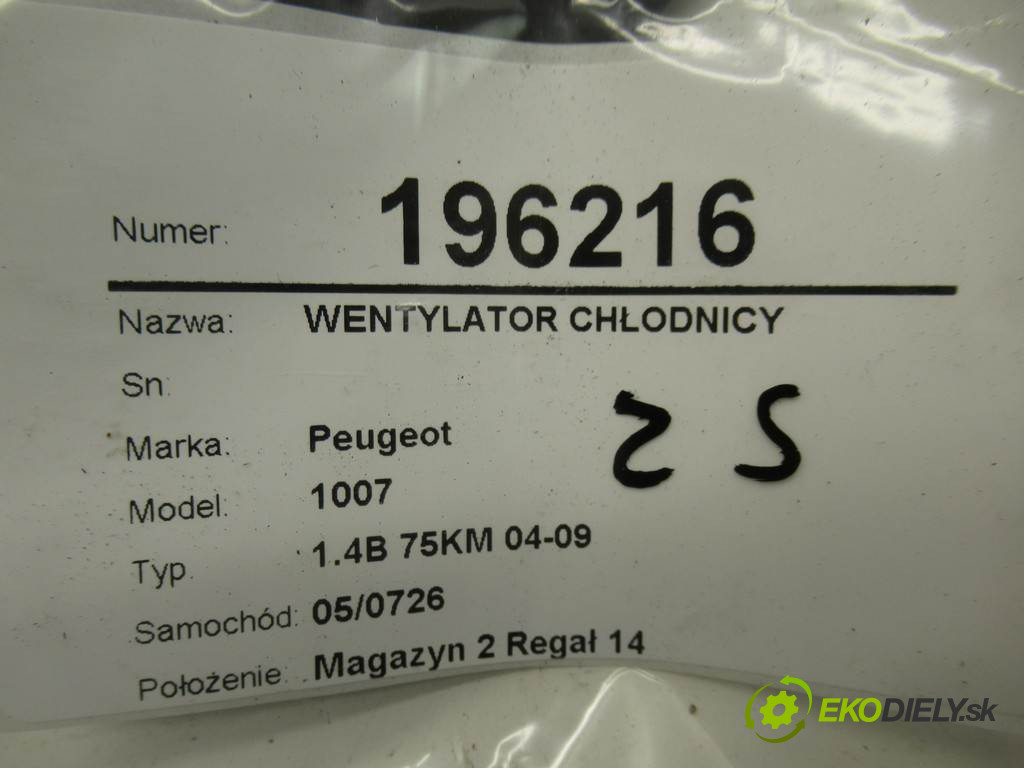 Numer: 196216
Nazwa: WENTYLATOR CHŁODNICY
Sn:
Marka: Peugeot
Model: 1007
Typ: 1.4B 75KM 04-09
Samochód: 05/0726
Położenie: Magazyn 2 Regał 14
EKODIELY.sk